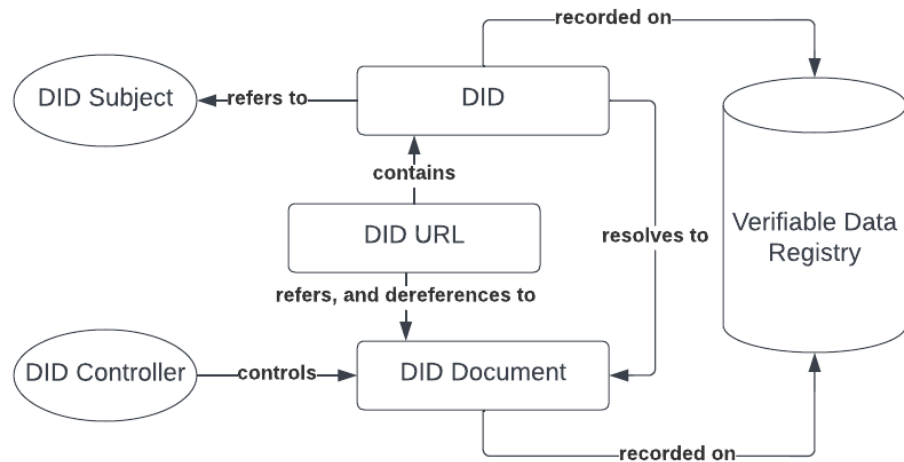 recorded on
DID Subject
refers to
DID
contains
DID URL
resolves to
Verifiable Data
Registry
refers, and dereferences to
DID Controller
controls
DID Document
recorded on